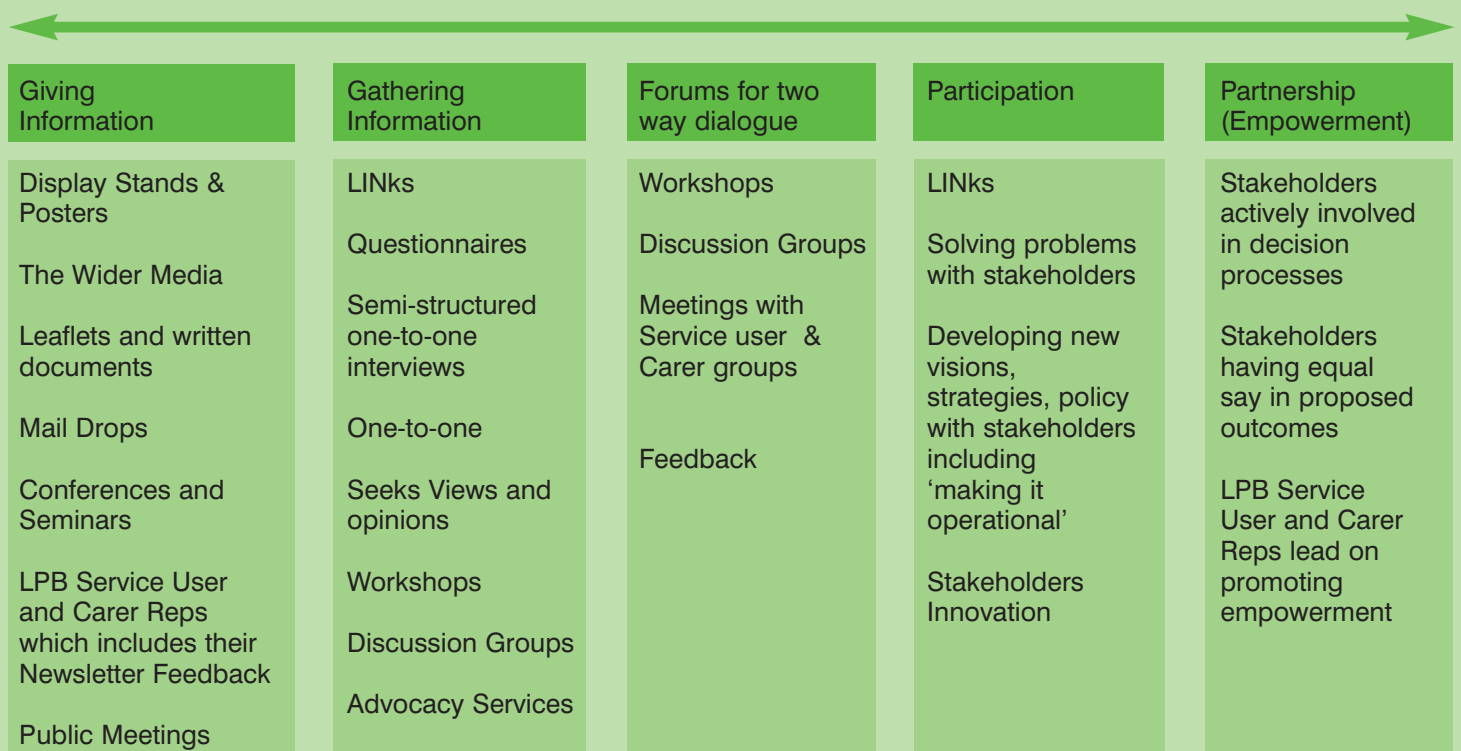 Giving
Information
Display Stands &
Posters
The Wider Media
Leaflets and written
documents
Mail Drops
Conferences and
Seminars
LPB Service User
and Carer Reps
which includes their
Newsletter Feedback
Public Meetings
Gathering
Information
LINks
Questionnaires
Semi-structured
one-to-one
interviews
One-to-one
Seeks Views and
opinions
Workshops
Discussion Groups
Advocacy Services
Forums for two
way dialogue
Workshops
Discussion Groups
Meetings with
Service user  &
Carer groups
Feedback
Participation
LINks
Solving problems
with stakeholders
Developing new
visions,
strategies, policy
with stakeholders
including
‘making it
operational’
Stakeholders
Innovation
Partnership
(Empowerment)
Stakeholders
actively involved
in decision
processes
Stakeholders
having equal
say in proposed
outcomes
LPB Service
User and Carer
Reps lead on
promoting
empowerment